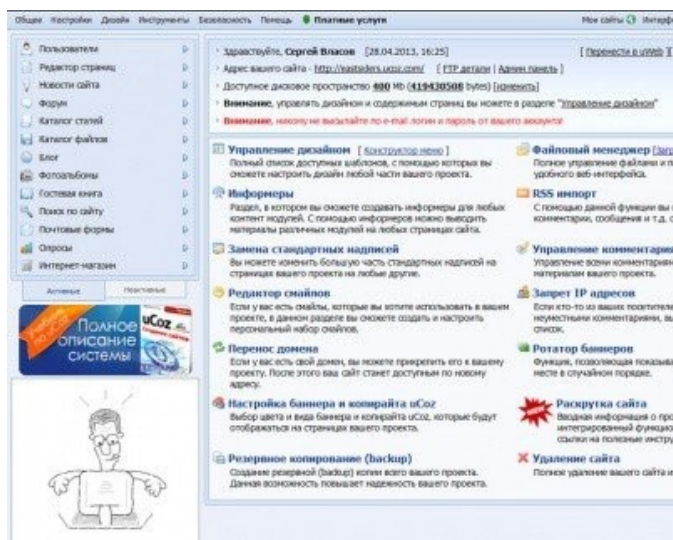 Общее Настройки Дизайн Инструменты Безопасность Помощь Платные услуги Мои сайты Интерф
Пользователи
Редактор страниц
Новости сайта
Форум
Каталог статей
Каталог файлов
Блог
Фотоальбомы
Гостевая книга
Поиск по сайту
Почтовые формы
Опросы
Интернет-магазин
Активные Неактивные
Учебник по uCoz
Полное описание системы
uCoz
Здравствуйте, Сергей Власов [28.04.2013, 16:25] [ Перенести в uWeb ][
Адрес вашего сайта - http://eastraders.ucoz.com/ [ FTP детали | Админ панель ]
Доступное дисковое пространство 400 Mb (419430508 bytes) [изменить]
Внимание, управлять дизайном и содержимым страниц вы можете в разделе "Управление дизайном"
Внимание, никому не высылайте по e-mail логин и пароль от вашего аккаунта!
Управление дизайном [ Конструктор меню ]
Полный список доступных шаблонов, с помощью которых вы
сможете настроить дизайн любой части вашего проекта.
Информеры
Раздел, в котором вы сможете создавать информеры для любых
контент модулей. С помощью информеров можно выводить
материалы различных модулей на любых страницах сайта.
Замена стандартных надписей
Вы можете изменить большую часть стандартных надписей на
страницах вашего проекта на любые другие.
Редактор смайлов
Если у вас есть смайлы, которые вы хотите использовать в вашем
проекте, в данном разделе вы сможете создать и настроить
персональный набор смайлов.
Перенос домена
Если у вас есть свой домен, вы можете прикрепить его к вашему
проекту. После этого ваш сайт станет доступным по новому
адресу.
Настройка баннера и копирайта uCoz
Выбор цвета и вида баннера и копирайта uCoz, которые будут
отображаться на страницах вашего проекта.
Резервное копирование (backup)
Создание резервной (backup) копии всего вашего проекта.
Данная возможность повышает надежность вашего проекта.
Файловый менеджер [Загр
Полное управление файлами и п
удобного веб-интерфейса.
RSS импорт
С помощью данной функции вы
комментарии, сообщения и т.д. с
Управление комментария
Управление всеми комментариям
материалам вашего проекта.
Запрет IP адресов
Если кто-то из ваших посетителе
неуместными комментариями, вы
список.
Ротатор баннеров
Функция, позволяющая показыва
месте в случайном порядке.
Раскрутка сайта
Вводная информация о про
интегрированный функцио
ссылки на полезные инстру
Удаление сайта
Полное удаление вашего сайта и